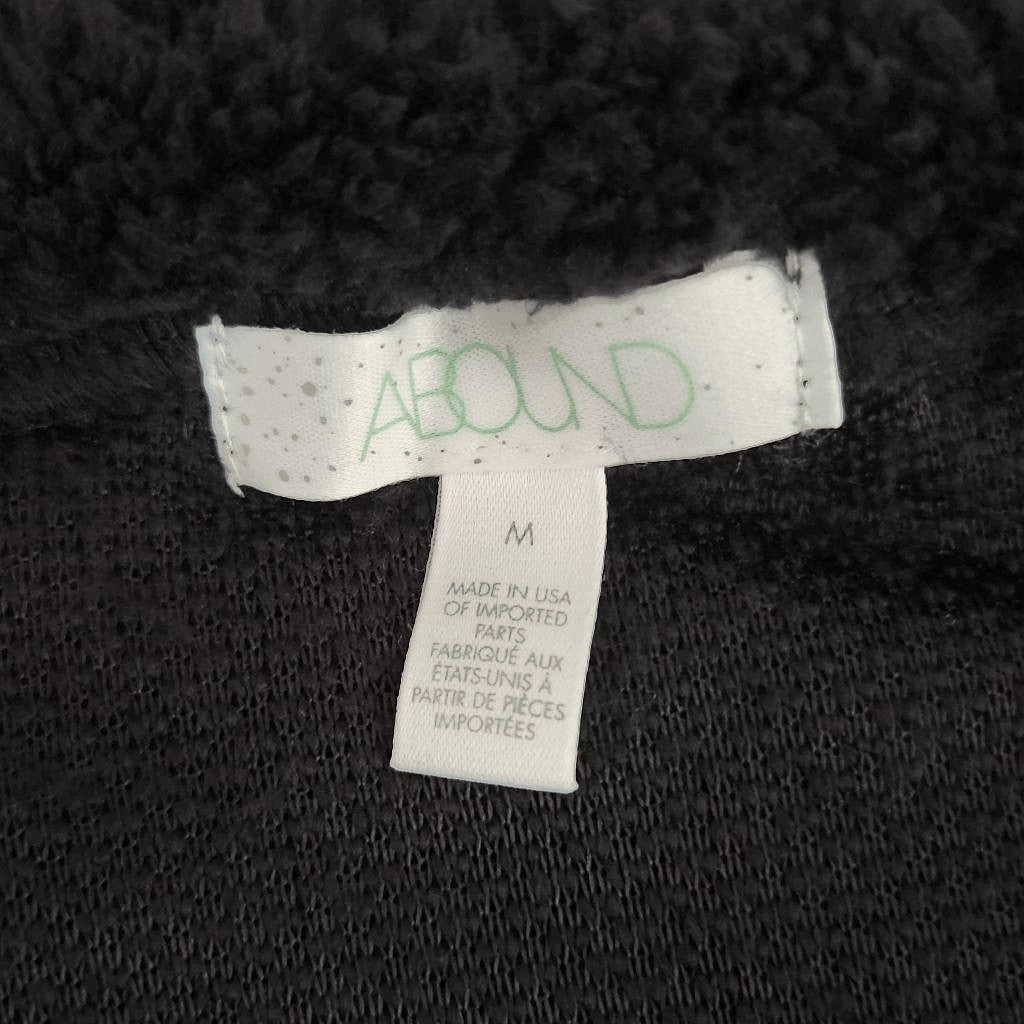 ABOUND
M
MADE IN USA
OF IMPORTED
PARTS
FABRIQUÉ AUX
ÉTATS-UNIS À
PARTIR DE PIÈCES
IMPORTÉES